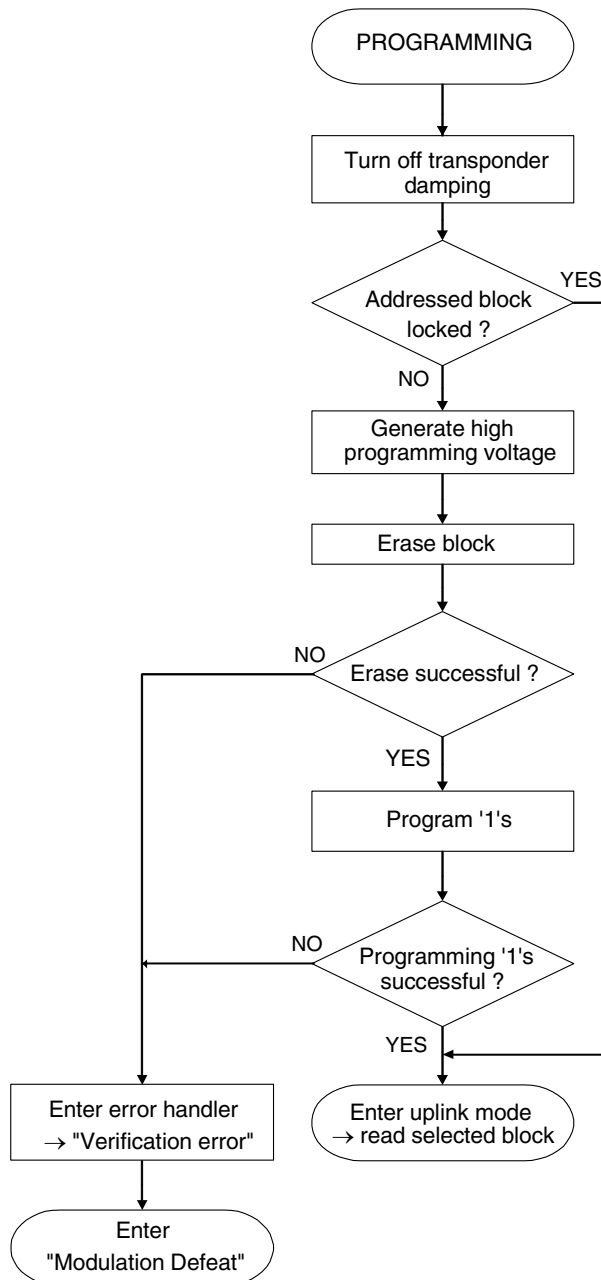 PROGRAMMING
Turn off transponder
damping
YES
Addressed block
locked ?
NO
Generate high
programming voltage
Erase block
NO
Erase successful ?
YES
Program '1's
NO
Programming '1's
successful ?
YES
Enter error handler
→ "Verification error"
Enter uplink mode
→ read selected block
Enter
"Modulation Defeat"